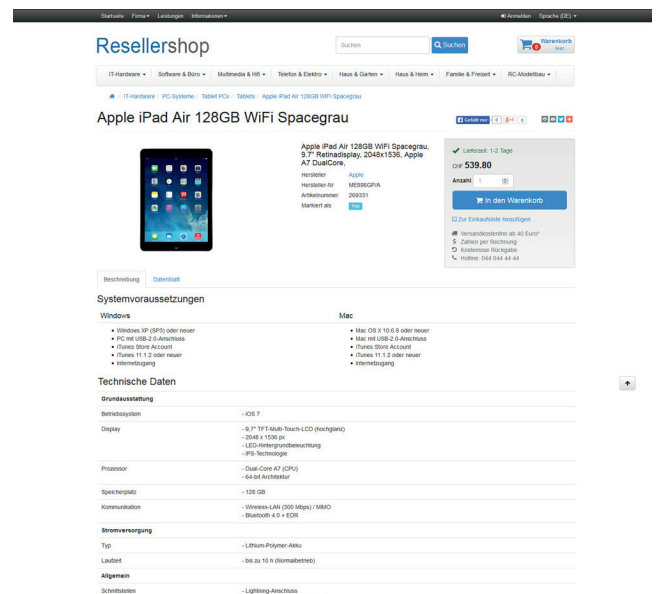 Startseite Firma Leistungen Informationen Anmelden Sprache (DE)
Resellershop
Suchen Suchen
0 Warenkorb
leer
IT-Hardware Software & Büro Multimedia & Hifi Telefon & Elektro Haus & Garten Haus & Heim Familie & Freizeit RC-Modellbau
/ IT-Hardware / PC-Systeme / Tablet PCs / Tablets / Apple iPad Air 128GB WiFi Spacegrau
Apple iPad Air 128GB WiFi Spacegrau
Gefällt mir 0 +1 0
Apple iPad Air 128GB WiFi Spacegrau,
9.7" Retinadisplay, 2048x1536, Apple
A7 DualCore,
Hersteller Apple
Hersteller-Nr ME898GP/A
Artikelnummer 269331
Markiert als Top
Lieferzeit: 1-2 Tage
CHF 539.80
Anzahl 1
In den Warenkorb
Zur Einkaufsliste hinzufügen
Versandkostenfrei ab 40 Euro*
Zahlen per Rechnung
Kostenlose Rückgabe
Hotline: 044 844 44 44
Beschreibung Datenblatt
Systemvoraussetzungen
Windows Mac
• Windows XP (SP3) oder neuer
• PC mit USB-2.0-Anschluss
• iTunes Store Account
• iTunes 11.1.2 oder neuer
• Internetzugang
• Mac OS X 10.6.8 oder neuer
• Mac mit USB-2.0-Anschluss
• iTunes Store Account
• iTunes 11.1.2 oder neuer
• Internetzugang
Technische Daten
Grundausstattung
Betriebssystem - iOS 7
Display - 9,7" TFT-Multi-Touch-LCD (hochglanz)
- 2048 x 1536 px
- LED-Hintergrundbeleuchtung
- IPS-Technologie
Prozessor - Dual-Core A7 (CPU)
- 64-bit Architektur
Speicherplatz - 128 GB
Kommunikation - Wireless-LAN (300 Mbps) / MIMO
- Bluetooth 4.0 + EDR
Stromversorgung
Typ - Lithium-Polymer-Akku
Laufzeit - bis zu 10 h (Normalbetrieb)
Allgemein
Schnittstellen - Lightning-Anschluss